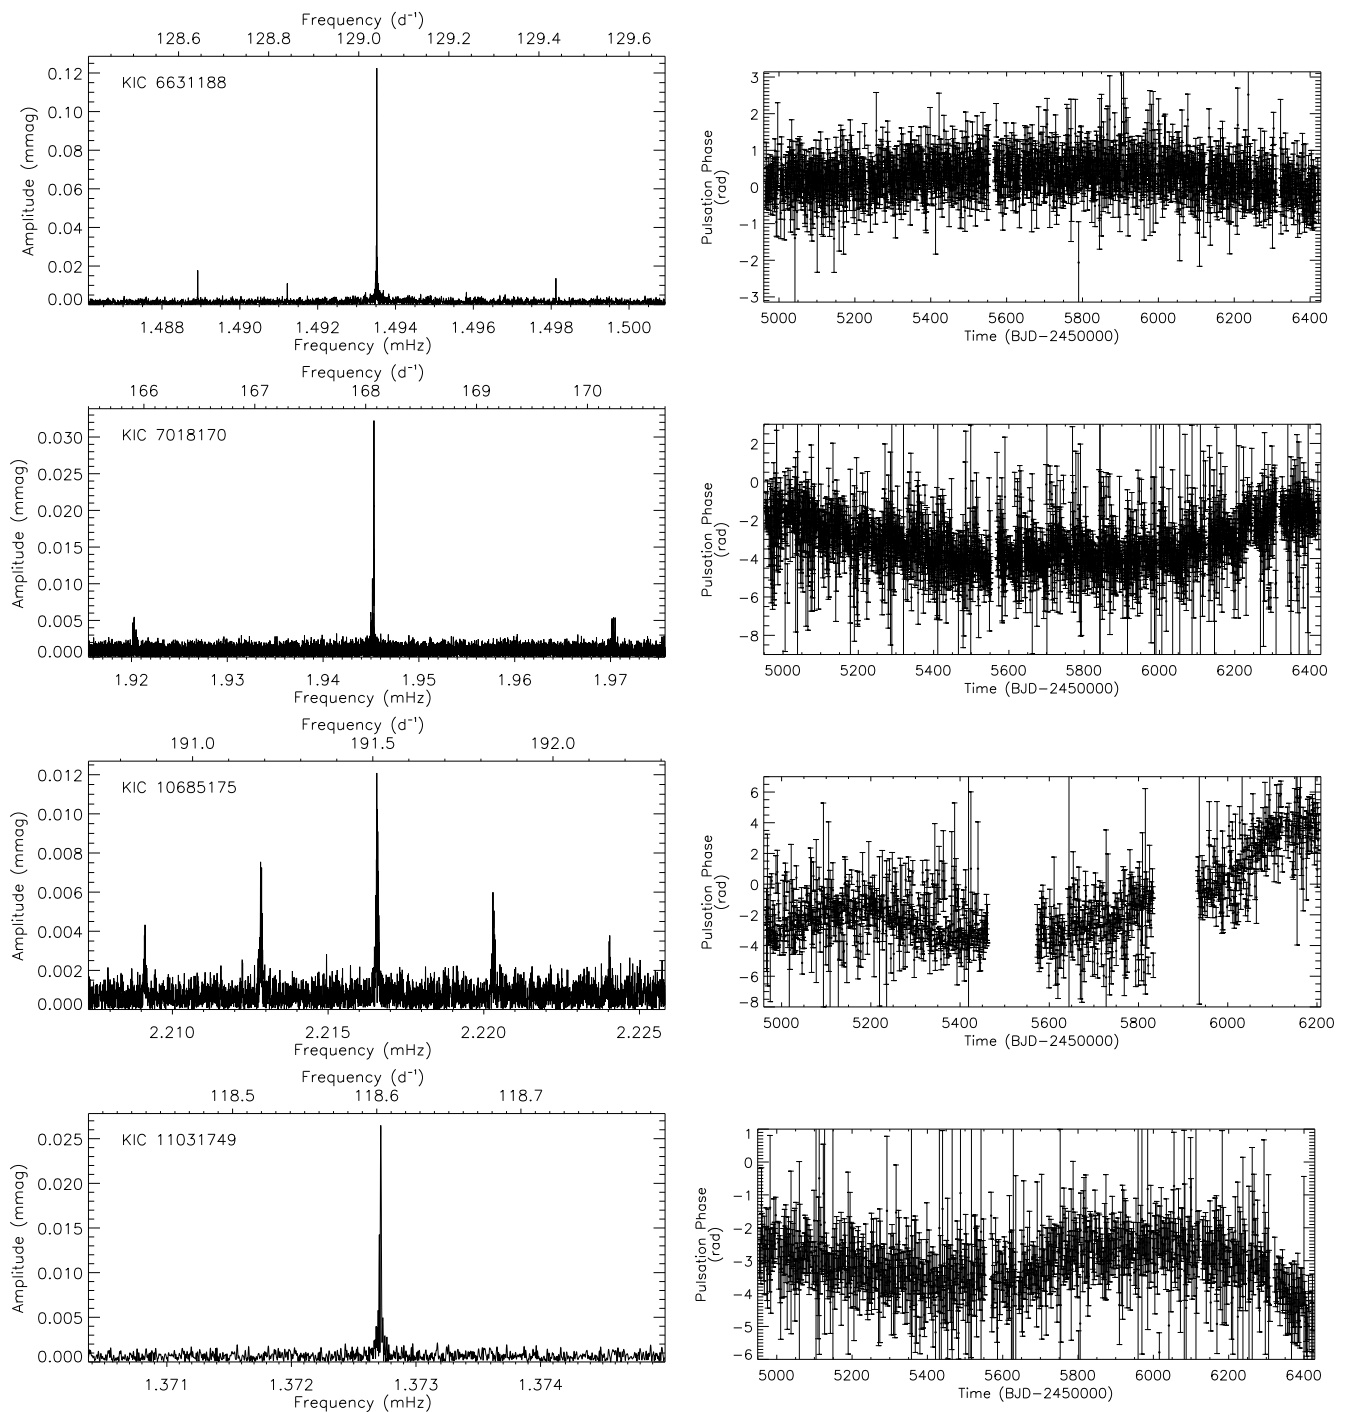 Frequency (d⁻¹)
128.6 128.8 129.0 129.2 129.4 129.6
KIC 6631188
Amplitude (mmag)
0.12
0.10
0.08
0.06
0.04
0.02
0.00
1.488 1.490 1.492 1.494 1.496 1.498 1.500
Frequency (mHz)
Pulsation Phase
(rad)
3
2
1
0
−1
−2
−3
5000 5200 5400 5600 5800 6000 6200 6400
Time (BJD−2450000)
Frequency (d⁻¹)
166 167 168 169 170
KIC 7018170
Amplitude (mmag)
0.030
0.025
0.020
0.015
0.010
0.005
0.000
1.92 1.93 1.94 1.95 1.96 1.97
Frequency (mHz)
Pulsation Phase
(rad)
2
0
−2
−4
−6
−8
5000 5200 5400 5600 5800 6000 6200 6400
Time (BJD−2450000)
Frequency (d⁻¹)
191.0 191.5 192.0
KIC 10685175
Amplitude (mmag)
0.012
0.010
0.008
0.006
0.004
0.002
0.000
2.210 2.215 2.220 2.225
Frequency (mHz)
Pulsation Phase
(rad)
6
4
2
0
−2
−4
−6
−8
5000 5200 5400 5600 5800 6000 6200
Time (BJD−2450000)
Frequency (d⁻¹)
118.5 118.6 118.7
KIC 11031749
Amplitude (mmag)
0.025
0.020
0.015
0.010
0.005
0.000
1.371 1.372 1.373 1.374
Frequency (mHz)
Pulsation Phase
(rad)
1
0
−1
−2
−3
−4
−5
−6
5000 5200 5400 5600 5800 6000 6200 6400
Time (BJD−2450000)